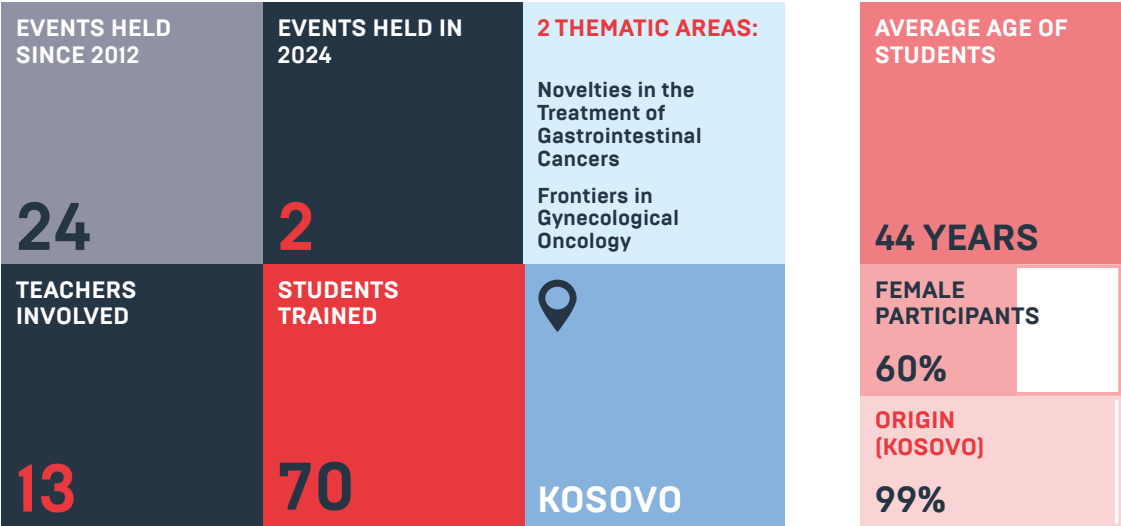 EVENTS HELD
SINCE 2012
24
EVENTS HELD IN
2024
2
2 THEMATIC AREAS:
Novelties in the
Treatment of
Gastrointestinal
Cancers
Frontiers in
Gynecological
Oncology
TEACHERS
INVOLVED
13
STUDENTS
TRAINED
70
KOSOVO
AVERAGE AGE OF
STUDENTS
44 YEARS
FEMALE
PARTICIPANTS
60%
ORIGIN
(KOSOVO)
99%